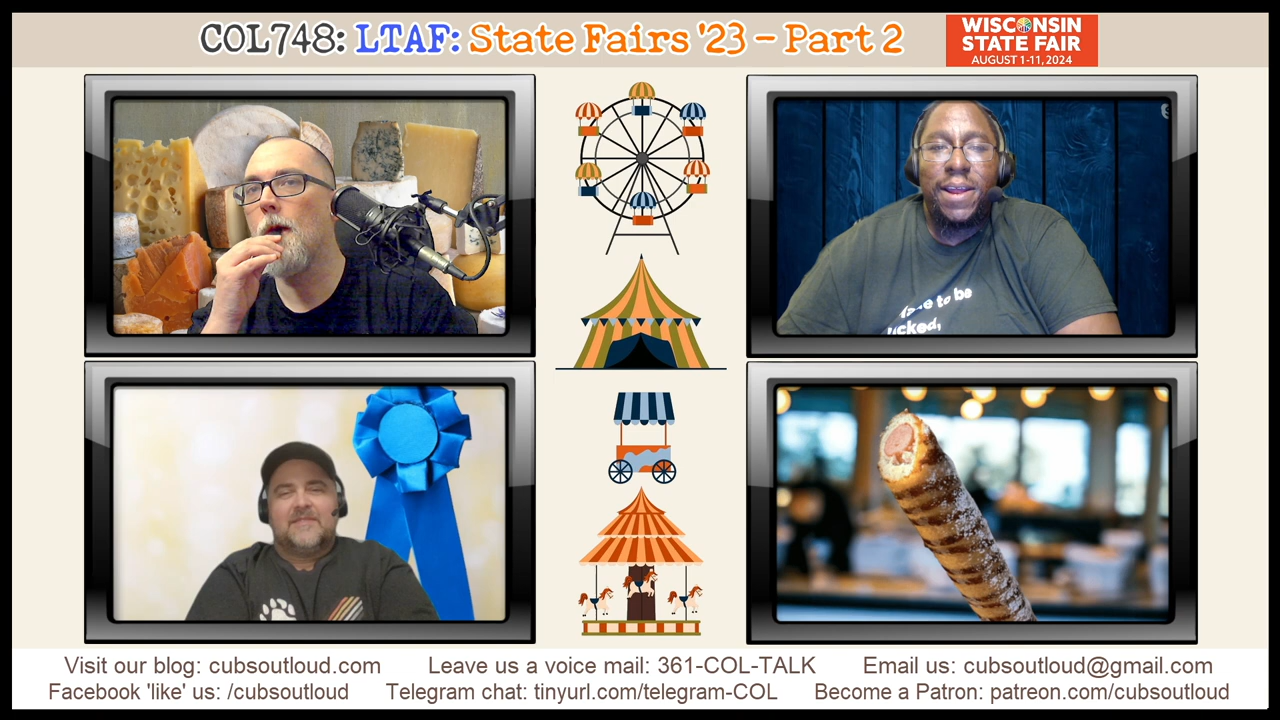 COL748: LTAF: State Fairs '23 – Part 2
WISCONSIN
STATE FAIR
AUGUST 1-11, 2024
to be
Visit our blog: cubsoutloud.com Leave us a voice mail: 361-COL-TALK Email us: cubsoutloud@gmail.com
Facebook 'like' us: /cubsoutloud Telegram chat: tinyurl.com/telegram-COL Become a Patron: patreon.com/cubsoutloud